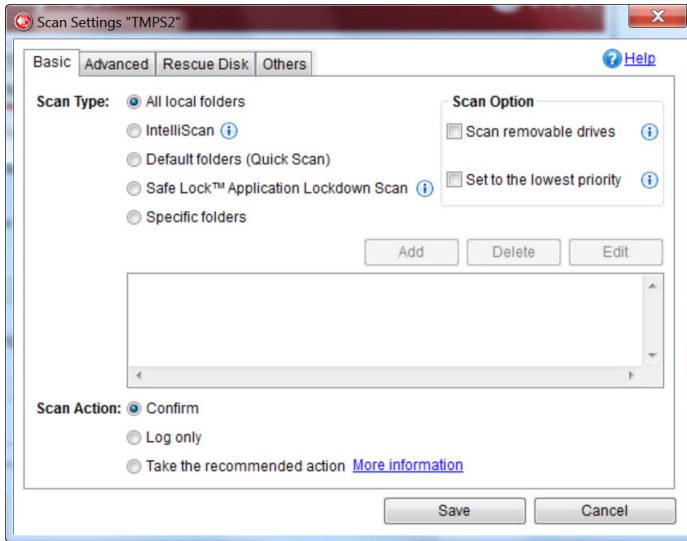 Scan Settings "TMPS2"
Basic Advanced Rescue Disk Others Help
Scan Type: All local folders
IntelliScan
Default folders (Quick Scan)
Safe Lock™ Application Lockdown Scan
Specific folders
Scan Option
Scan removable drives
Set to the lowest priority
Add Delete Edit
Scan Action: Confirm
Log only
Take the recommended action More information
Save Cancel